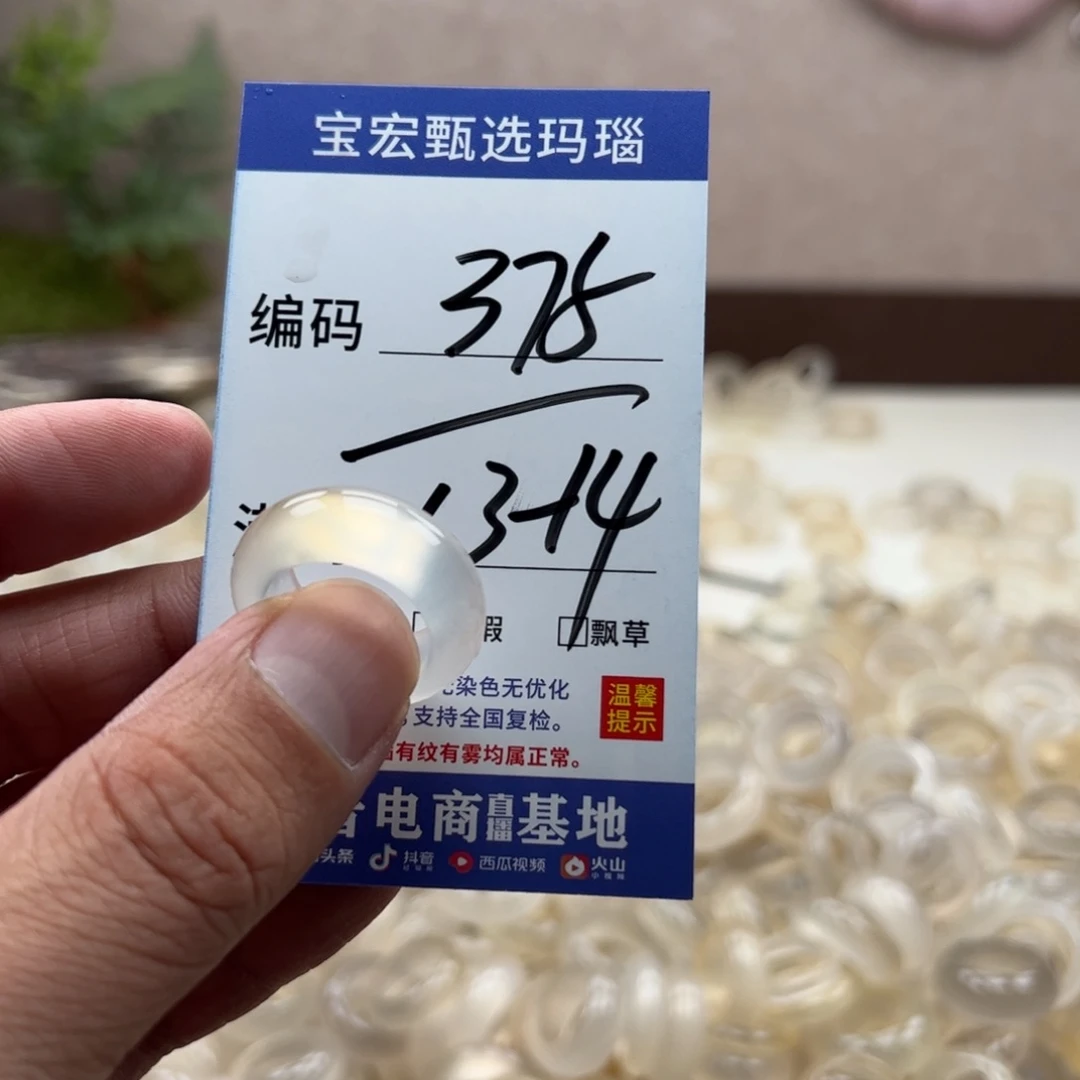 宝宏甄选玛瑙
编码 378
1314
飘草
染色无优化
支持全国复检。
温馨
提示
有纹有雾均属正常。
电商直播基地
头条 抖音 西瓜视频 火山